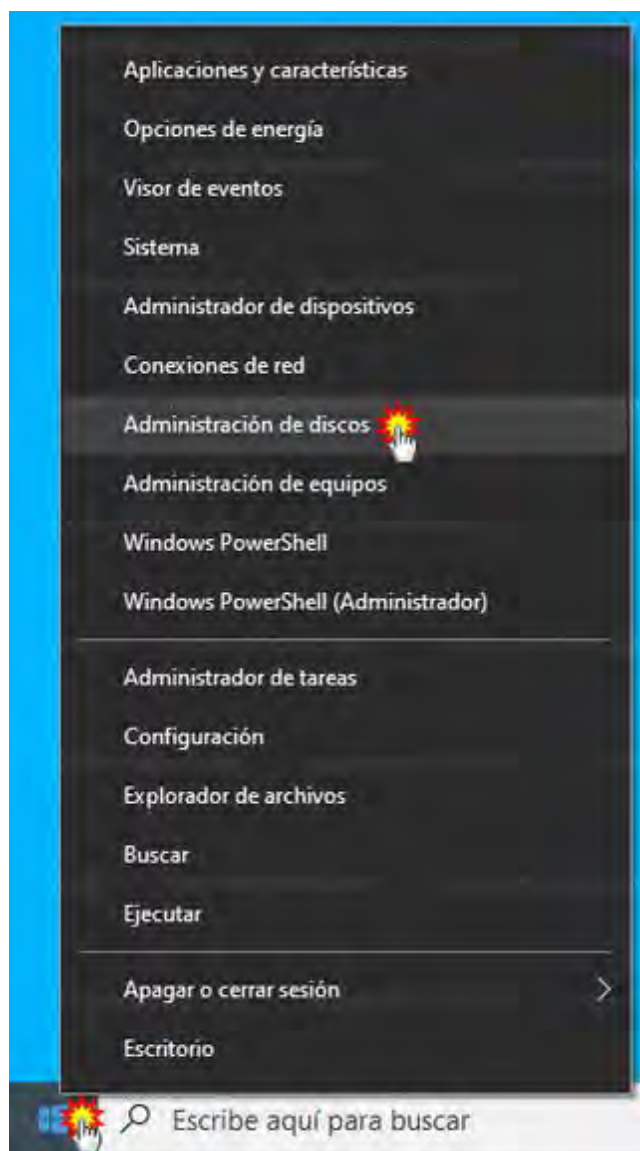 Aplicaciones y características
Opciones de energía
Visor de eventos
Sistema
Administrador de dispositivos
Conexiones de red
Administración de discos
Administración de equipos
Windows PowerShell
Windows PowerShell (Administrador)
Administrador de tareas
Configuración
Explorador de archivos
Buscar
Ejecutar
Apagar o cerrar sesión
Escritorio
Escribe aquí para buscar